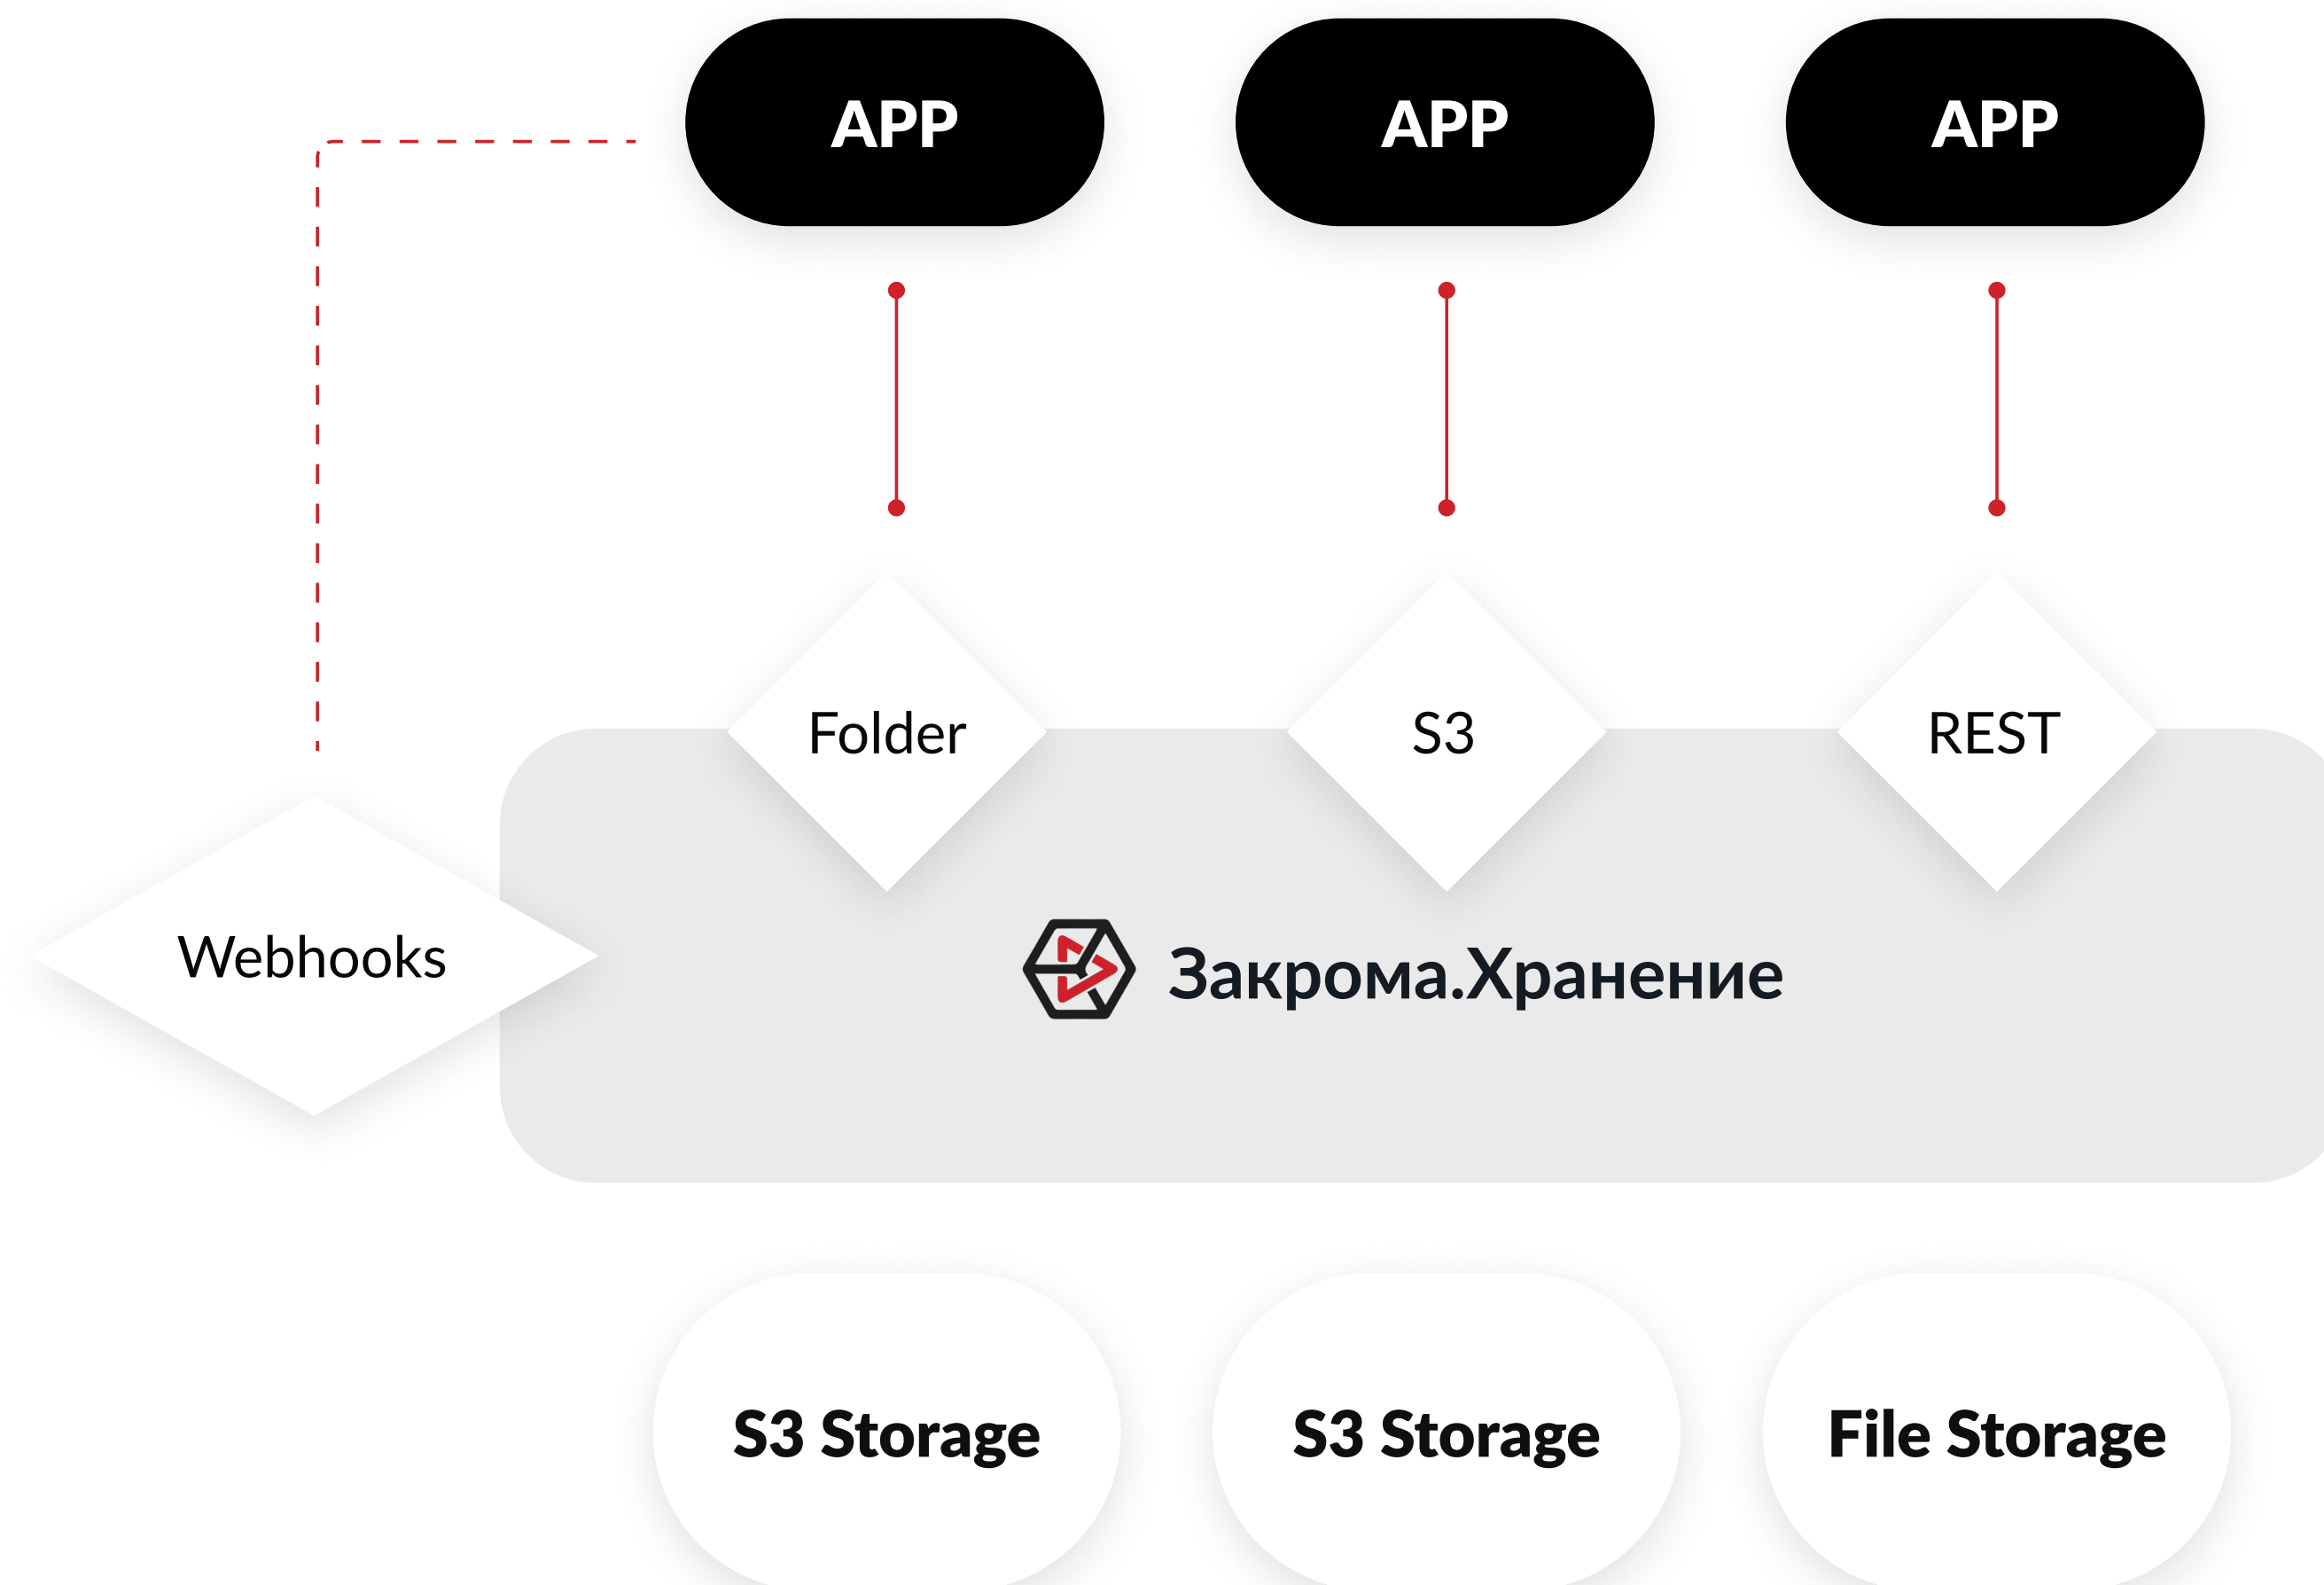 APP
APP
APP
Folder
S3
REST
Webhooks
Закрома.Хранение
S3 Storage
S3 Storage
File Storage